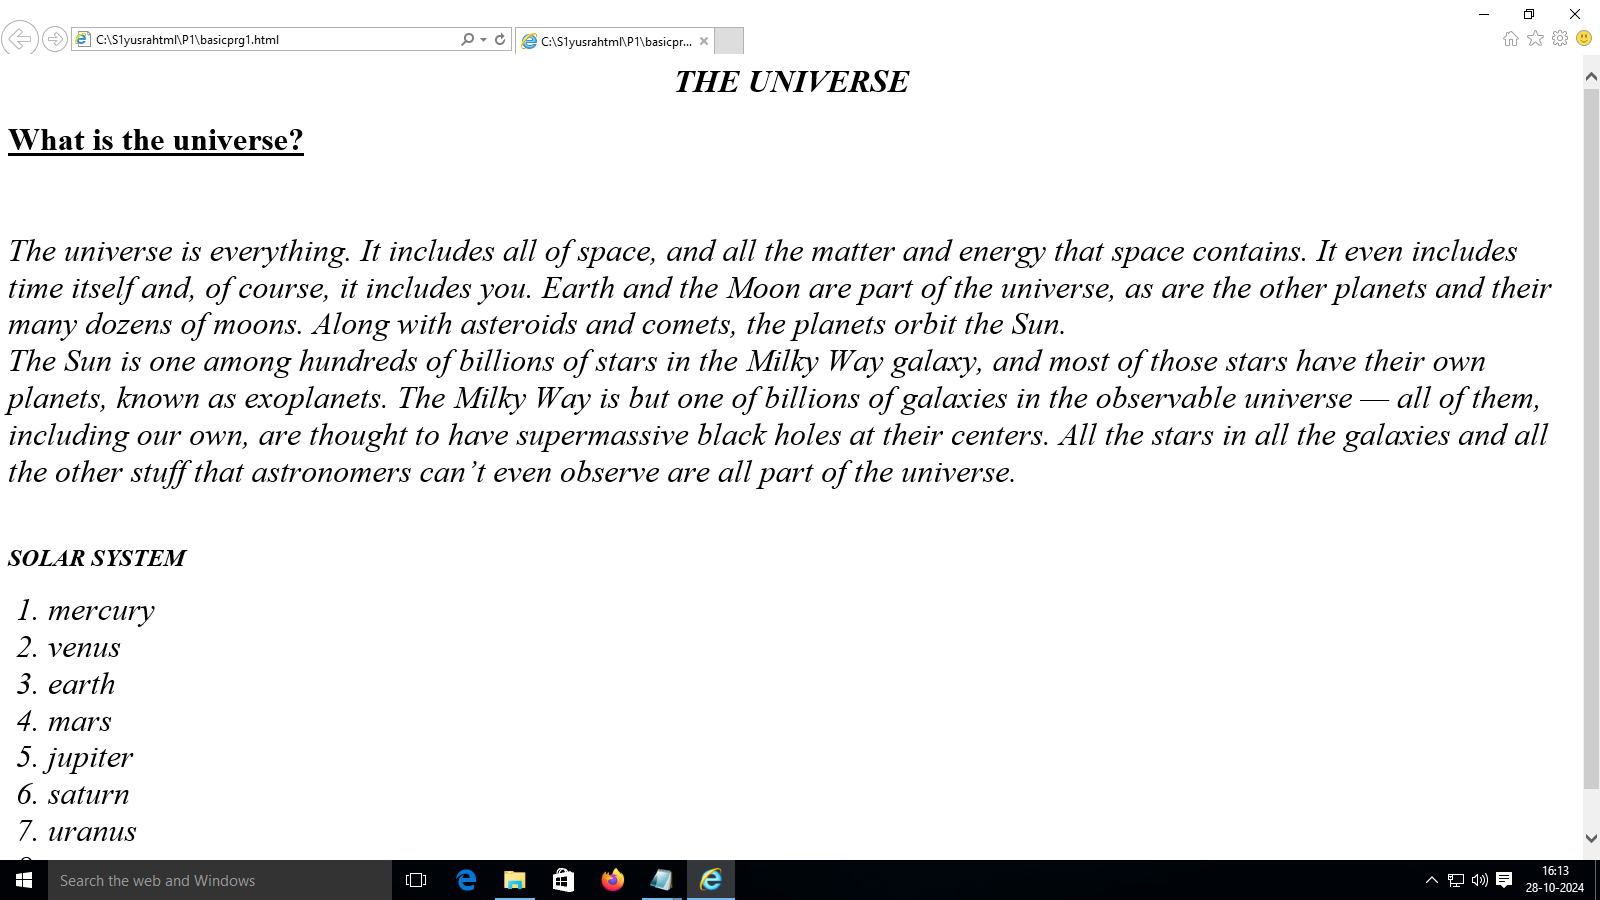 C:\S1yusrahtml\P1\basicprg1.html
C:\S1yusrahtml\P1\basicpr...
THE UNIVERSE
What is the universe?
The universe is everything. It includes all of space, and all the matter and energy that space contains. It even includes
time itself and, of course, it includes you. Earth and the Moon are part of the universe, as are the other planets and their
many dozens of moons. Along with asteroids and comets, the planets orbit the Sun.
The Sun is one among hundreds of billions of stars in the Milky Way galaxy, and most of those stars have their own
planets, known as exoplanets. The Milky Way is but one of billions of galaxies in the observable universe — all of them,
including our own, are thought to have supermassive black holes at their centers. All the stars in all the galaxies and all
the other stuff that astronomers can’t even observe are all part of the universe.
SOLAR SYSTEM
1. mercury
2. venus
3. earth
4. mars
5. jupiter
6. saturn
7. uranus
Search the web and Windows
16:13
28-10-2024